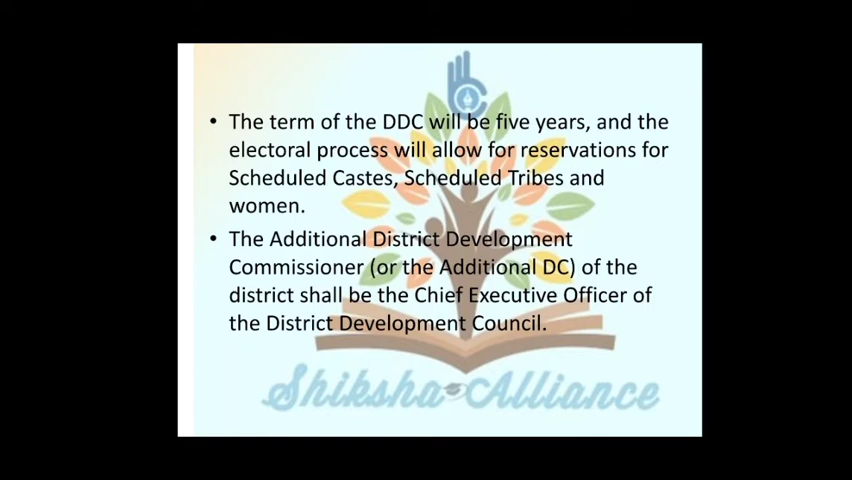 • The term of the DDC will be five years, and the
electoral process will allow for reservations for
Scheduled Castes, Scheduled Tribes and
women.
• The Additional District Development
Commissioner (or the Additional DC) of the
district shall be the Chief Executive Officer of
the District Development Council.
Shiksha Alliance